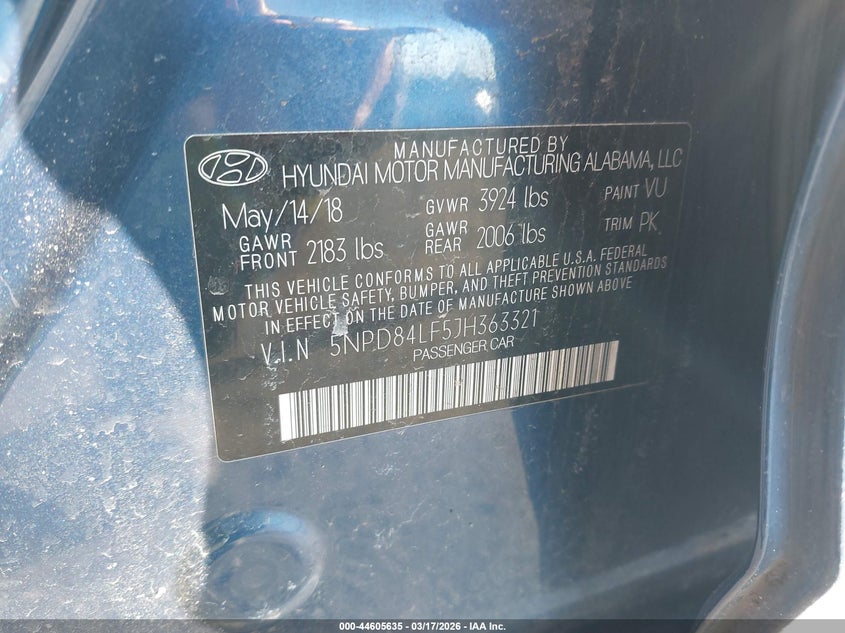 MANUFACTURED BY
HYUNDAI MOTOR MANUFACTURING ALABAMA, LLC
May/14/18 GVWR 3924 lbs PAINT VU
GAWR FRONT 2183 lbs GAWR REAR 2006 lbs TRIM PK
THIS VEHICLE CONFORMS TO ALL APPLICABLE U.S.A. FEDERAL
MOTOR VEHICLE SAFETY, BUMPER, AND THEFT PREVENTION STANDARDS
IN EFFECT ON THE DATE OF MANUFACTURE SHOWN ABOVE
V.I.N 5NPD84LF5JH363321
PASSENGER CAR
000-44605635 - 03/17/2026 - IAA Inc.